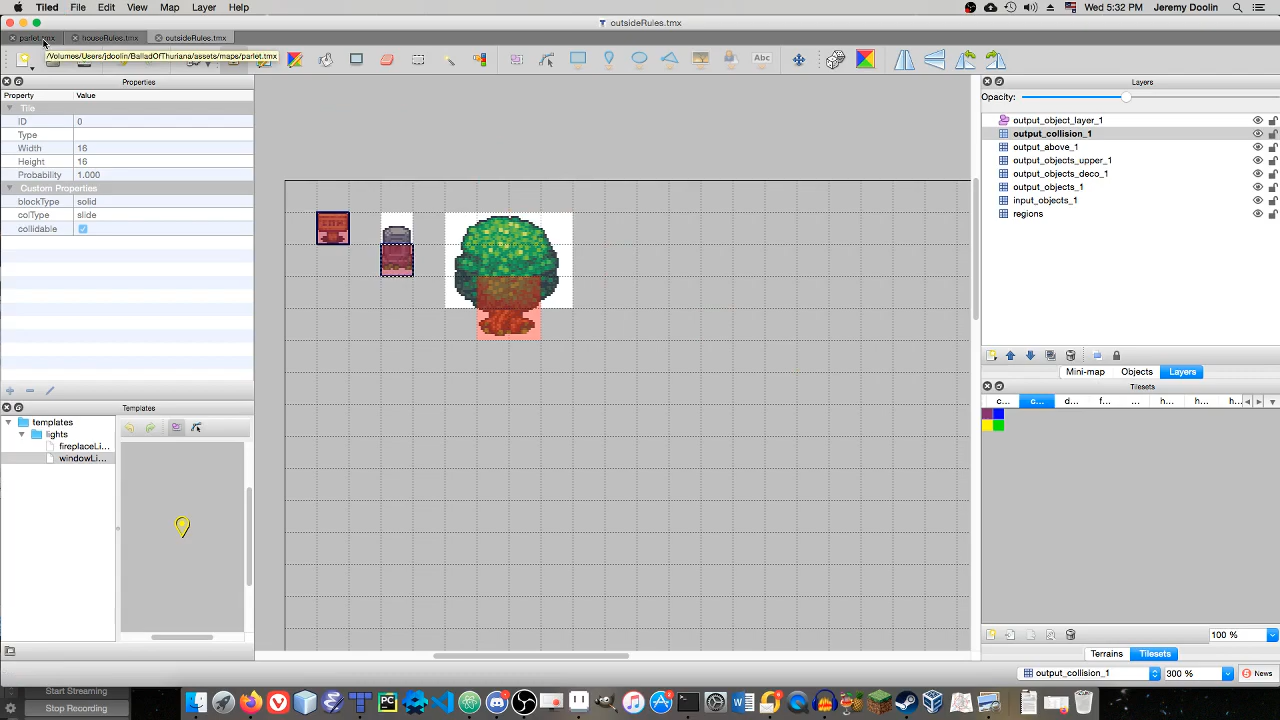 Tiled File Edit View Map Layer Help Wed 5:32 PM Jeremy Doolin
outsideRules.tmx
parlet.tmx houseRules.tmx outsideRules.tmx
/Volumes/Users/jdoolin/BalladOfThuriana/assets/maps/parlet.tmx
Abc
Properties
Property Value
Tile
ID 0
Type
Width 16
Height 16
Probability 1.000
Custom Properties
blockType solid
colType slide
collidable
Templates
templates
lights
fireplaceLi...
windowLi...
Layers
Opacity:
output_object_layer_1
output_collision_1
output_above_1
output_objects_upper_1
output_objects_deco_1
output_objects_1
input_objects_1
regions
Mini-map Objects Layers
Tilesets
c... c... d... f... ... h... h... h...
100 %
Terrains Tilesets
output_collision_1 300 % News
Start Streaming
Stop Recording